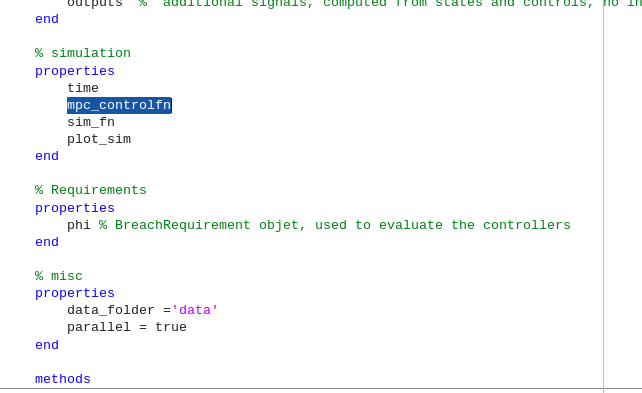 outputs  %  additional signals, computed from states and controls, no in
end
% simulation
properties
time
mpc_controlfn
sim_fn
plot_sim
end
% Requirements
properties
phi % BreachRequirement objet, used to evaluate the controllers
end
% misc
properties
data_folder ='data'
parallel = true
end
methods